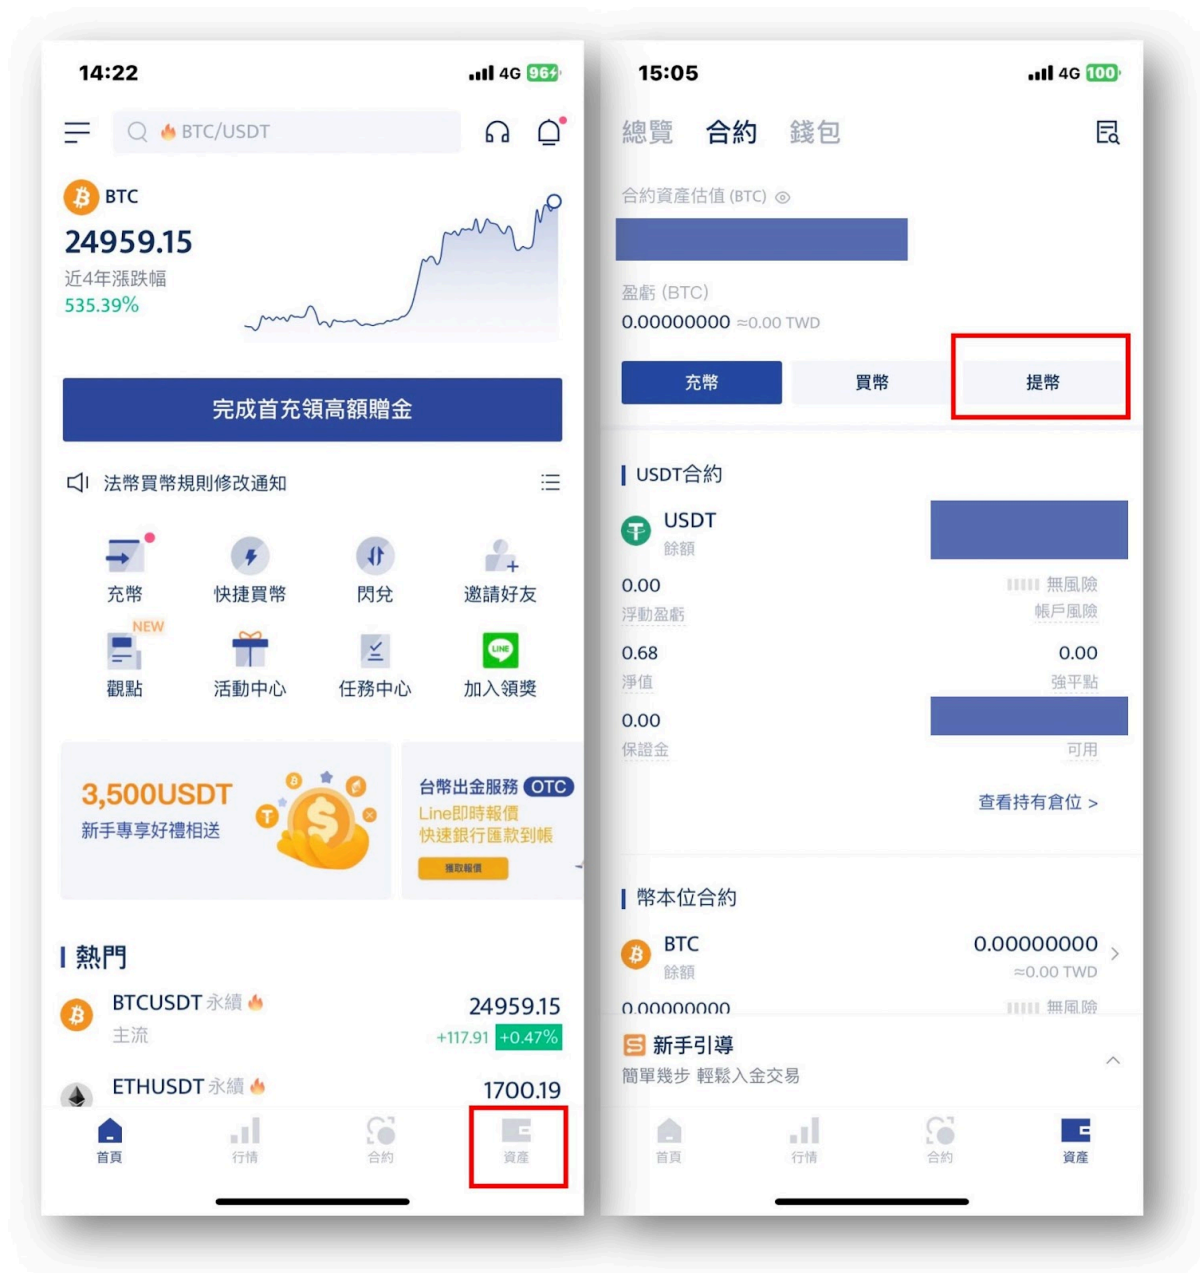 14:22
4G 96
BTC/USDT
BTC
24959.15
近4年漲跌幅
535.39%
完成首充領高額贈金
法幣買幣規則修改通知
充幣
快捷買幣
閃兌
邀請好友
NEW
LINE
觀點
活動中心
任務中心
加入領獎
3,500USDT
新手專享好禮相送
台幣出金服務 OTC
Line即時報價
快速銀行匯款到帳
獲取報價
熱門
BTCUSDT 永續
24959.15
主流
+117.91 +0.47%
ETHUSDT 永續
1700.19
首頁
行情
合約
資產
15:05
4G 100
總覽 合約 錢包
合約資產估值 (BTC)
盈虧 (BTC)
0.00000000 ≈0.00 TWD
充幣
買幣
提幣
USDT合約
USDT
餘額
0.00
無風險
浮動盈虧
帳戶風險
0.68
0.00
淨值
強平點
0.00
保證金
可用
查看持有倉位 >
幣本位合約
BTC
0.00000000
餘額
≈0.00 TWD
0.00000000
無風險
新手引導
簡單幾步 輕鬆入金交易
首頁
行情
合約
資產